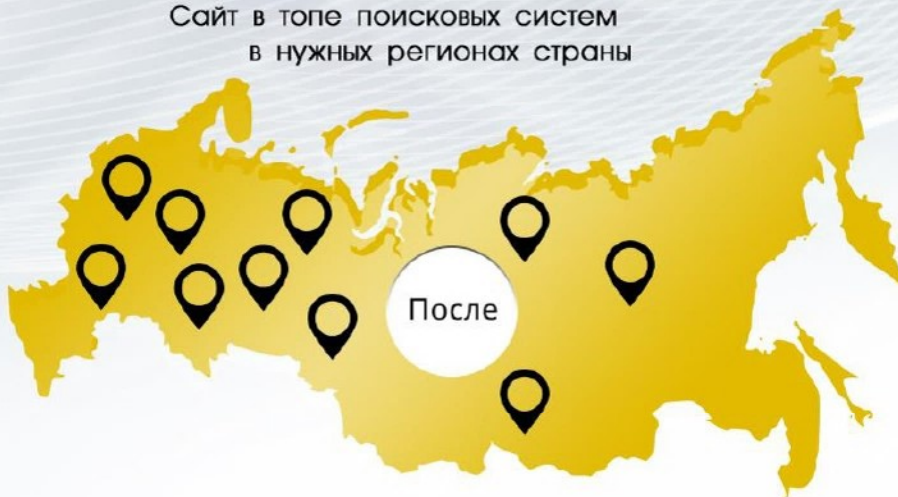 Сайт в топе поисковых систем
в нужных регионах страны
После